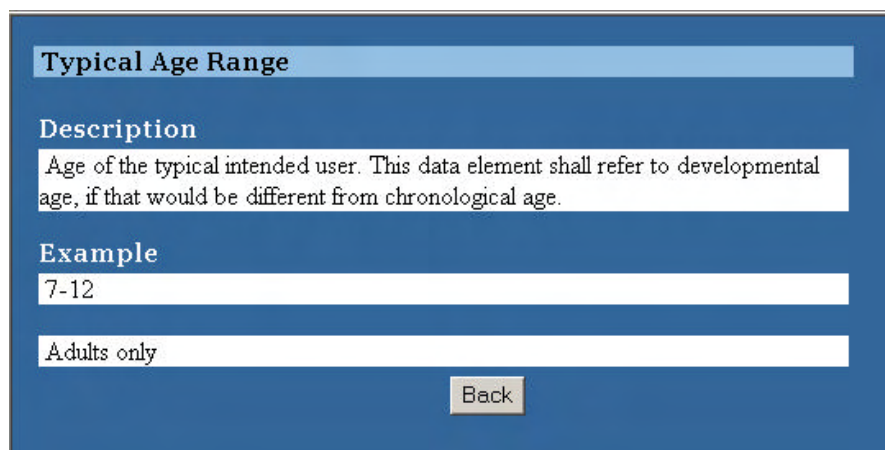 Typical Age Range
Description
Age of the typical intended user. This data element shall refer to developmental
age, if that would be different from chronological age.
Example
7-12
Adults only
Back